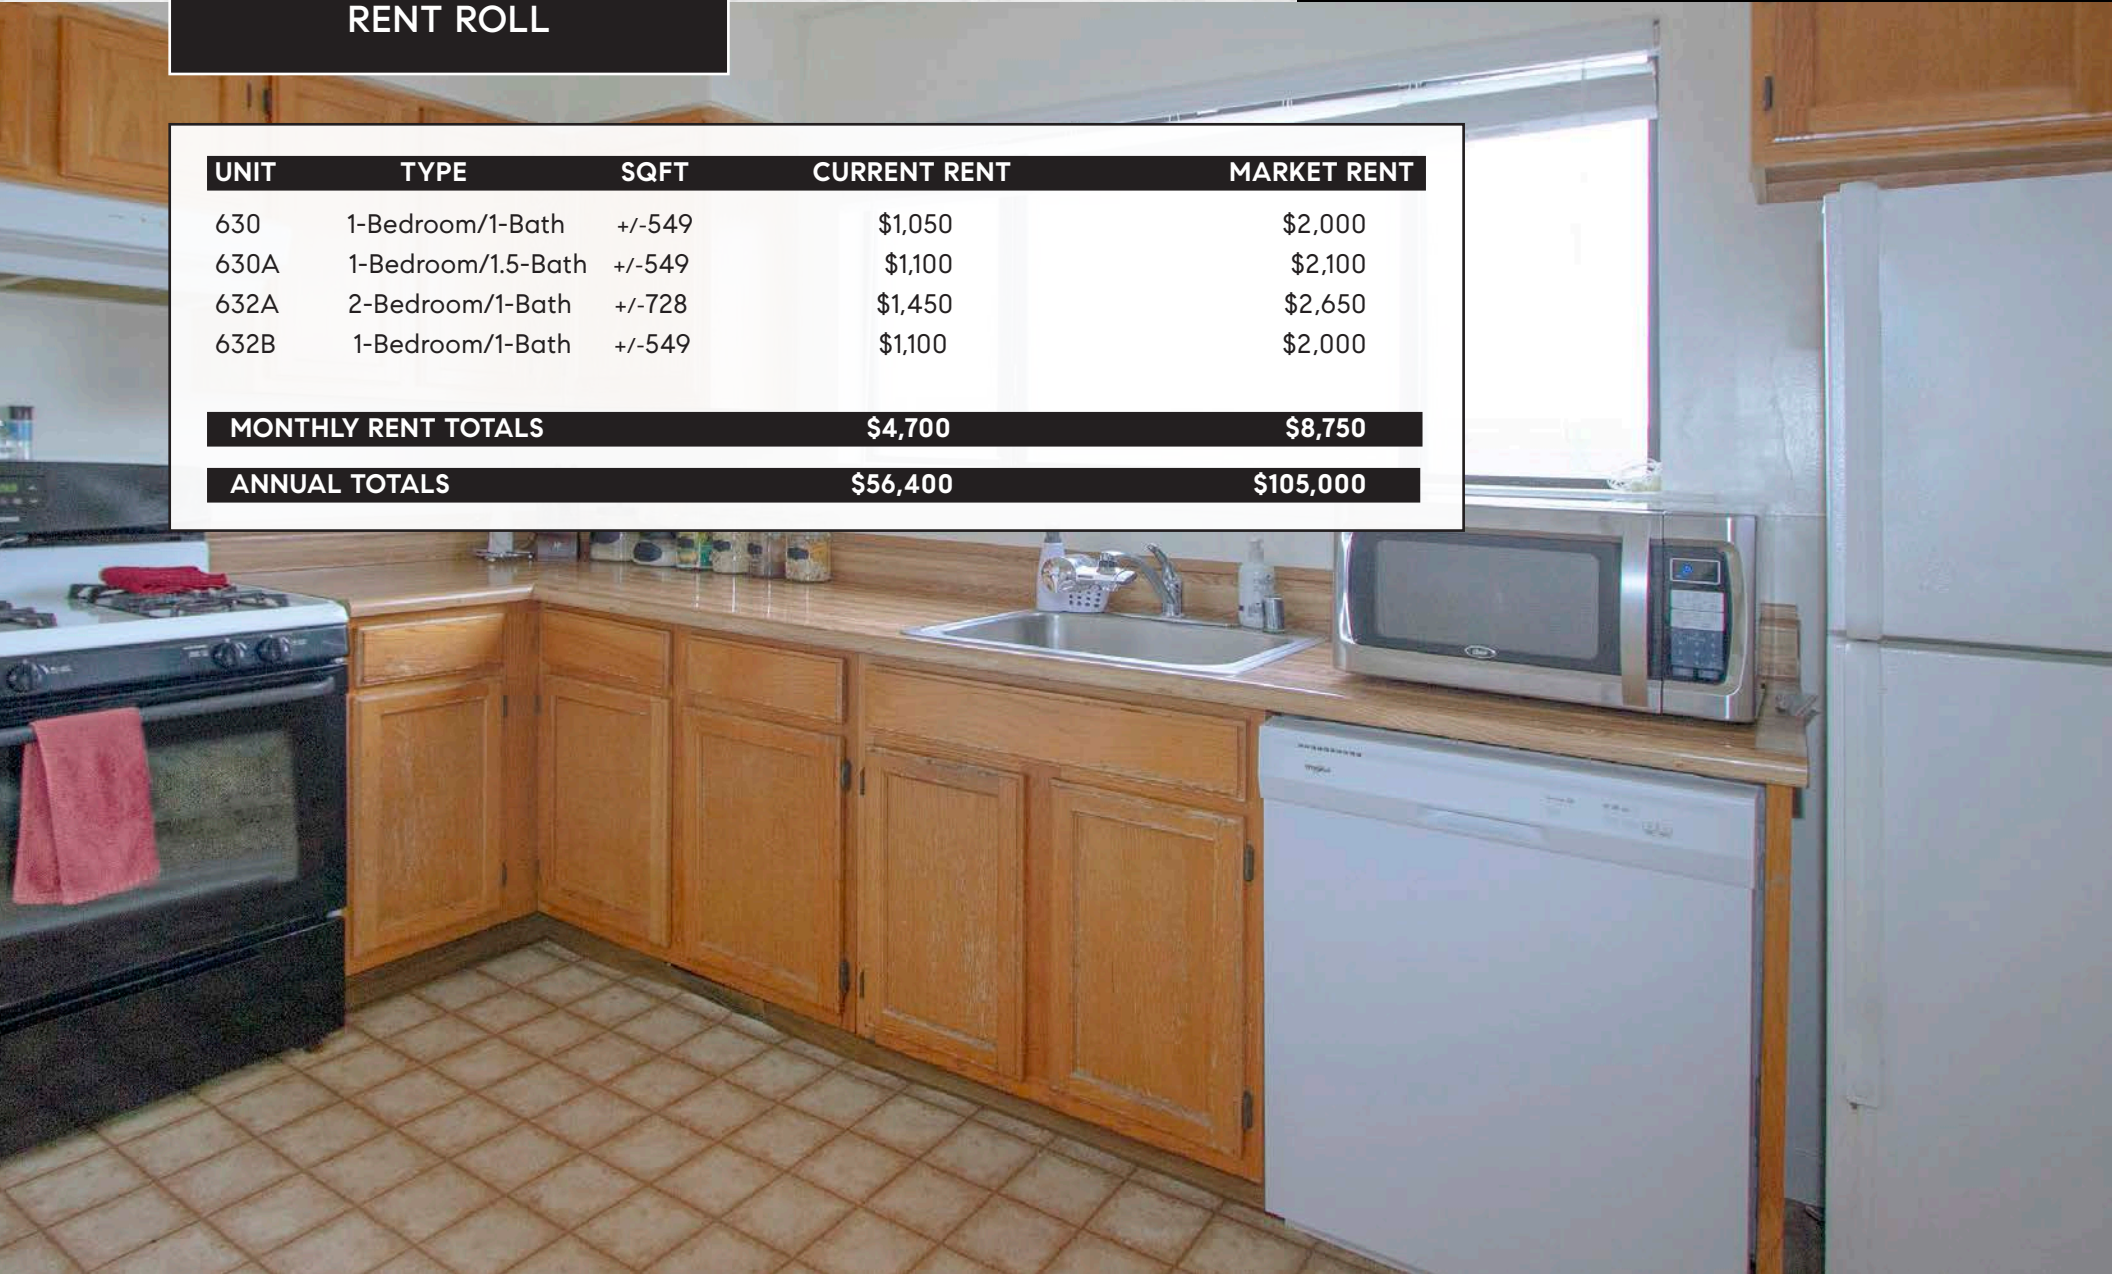 RENT ROLL
UNIT TYPE SQFT CURRENT RENT MARKET RENT
630 1-Bedroom/1-Bath +/-549 $1,050 $2,000
630A 1-Bedroom/1.5-Bath +/-549 $1,100 $2,100
632A 2-Bedroom/1-Bath +/-728 $1,450 $2,650
632B 1-Bedroom/1-Bath +/-549 $1,100 $2,000
MONTHLY RENT TOTALS $4,700 $8,750
ANNUAL TOTALS $56,400 $105,000